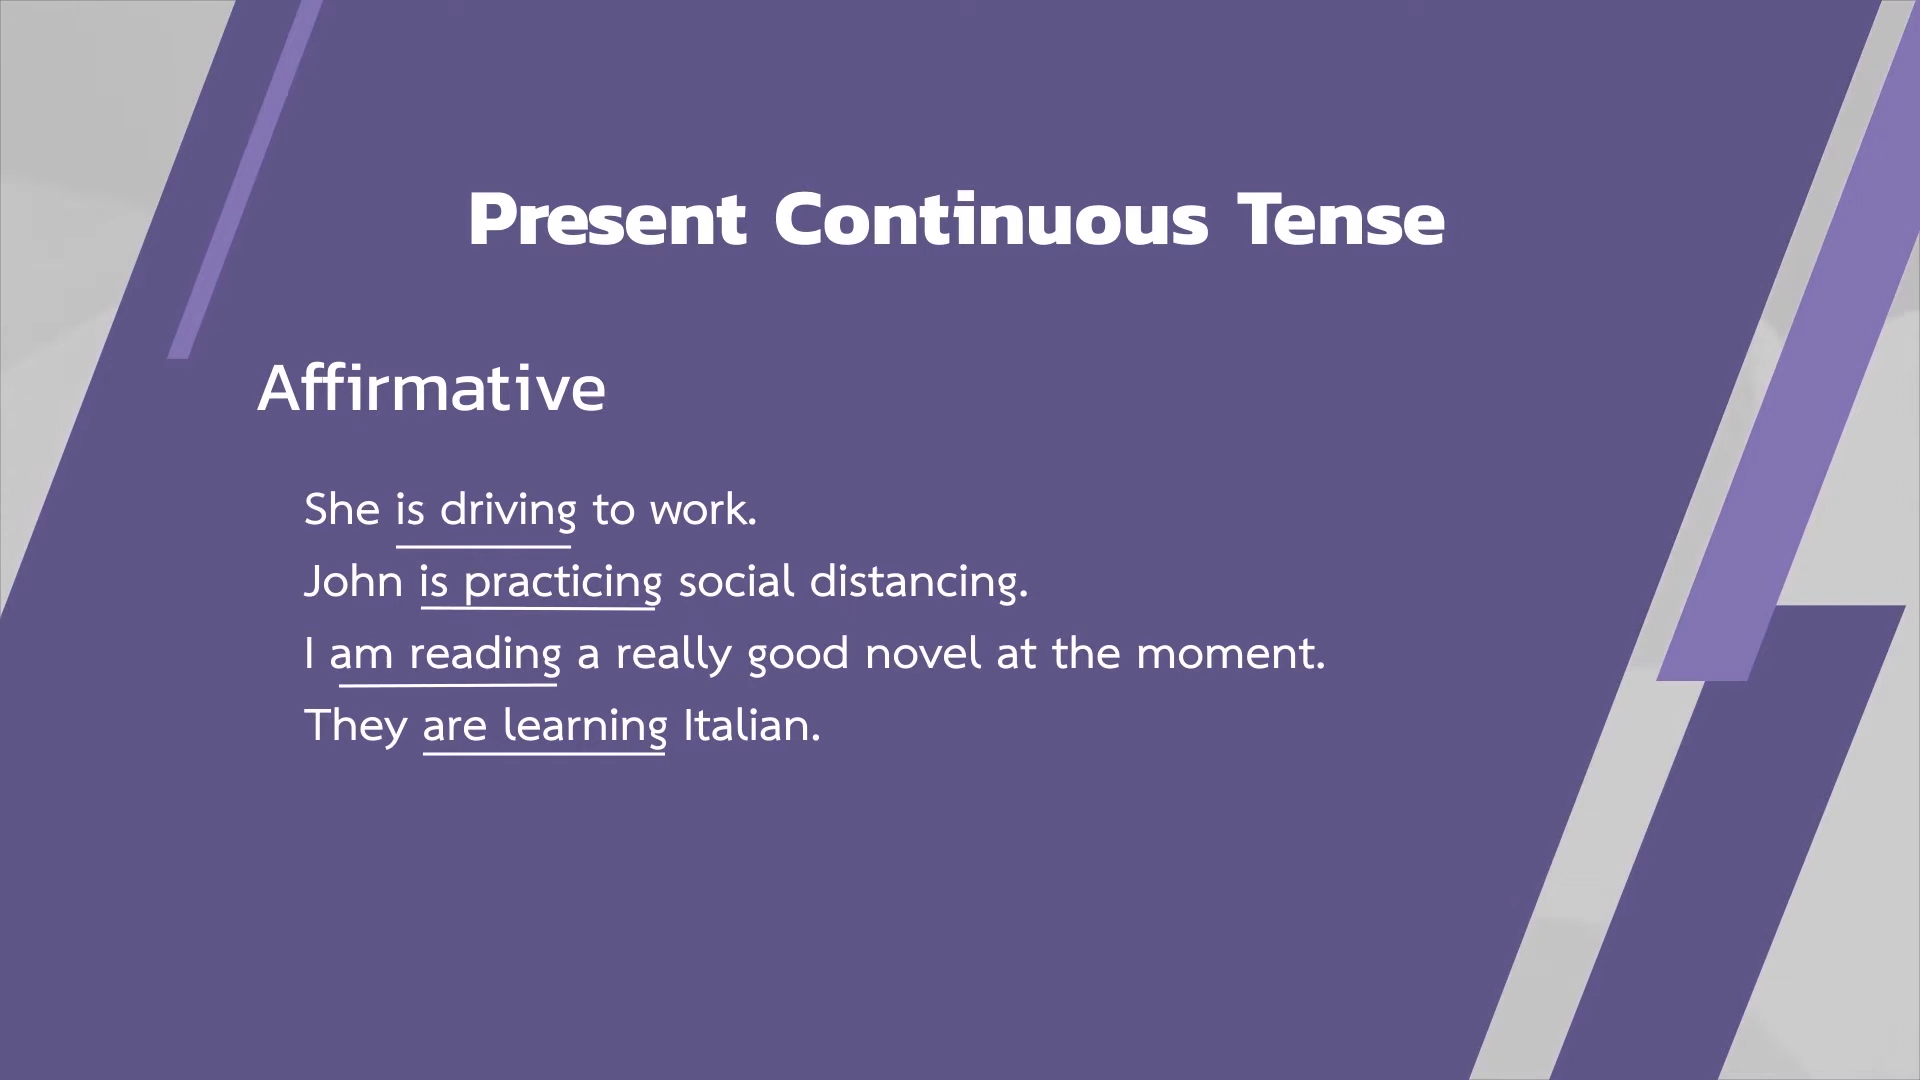 Present Continuous Tense
Affirmative
She is driving to work.
John is practicing social distancing.
I am reading a really good novel at the moment.
They are learning Italian.